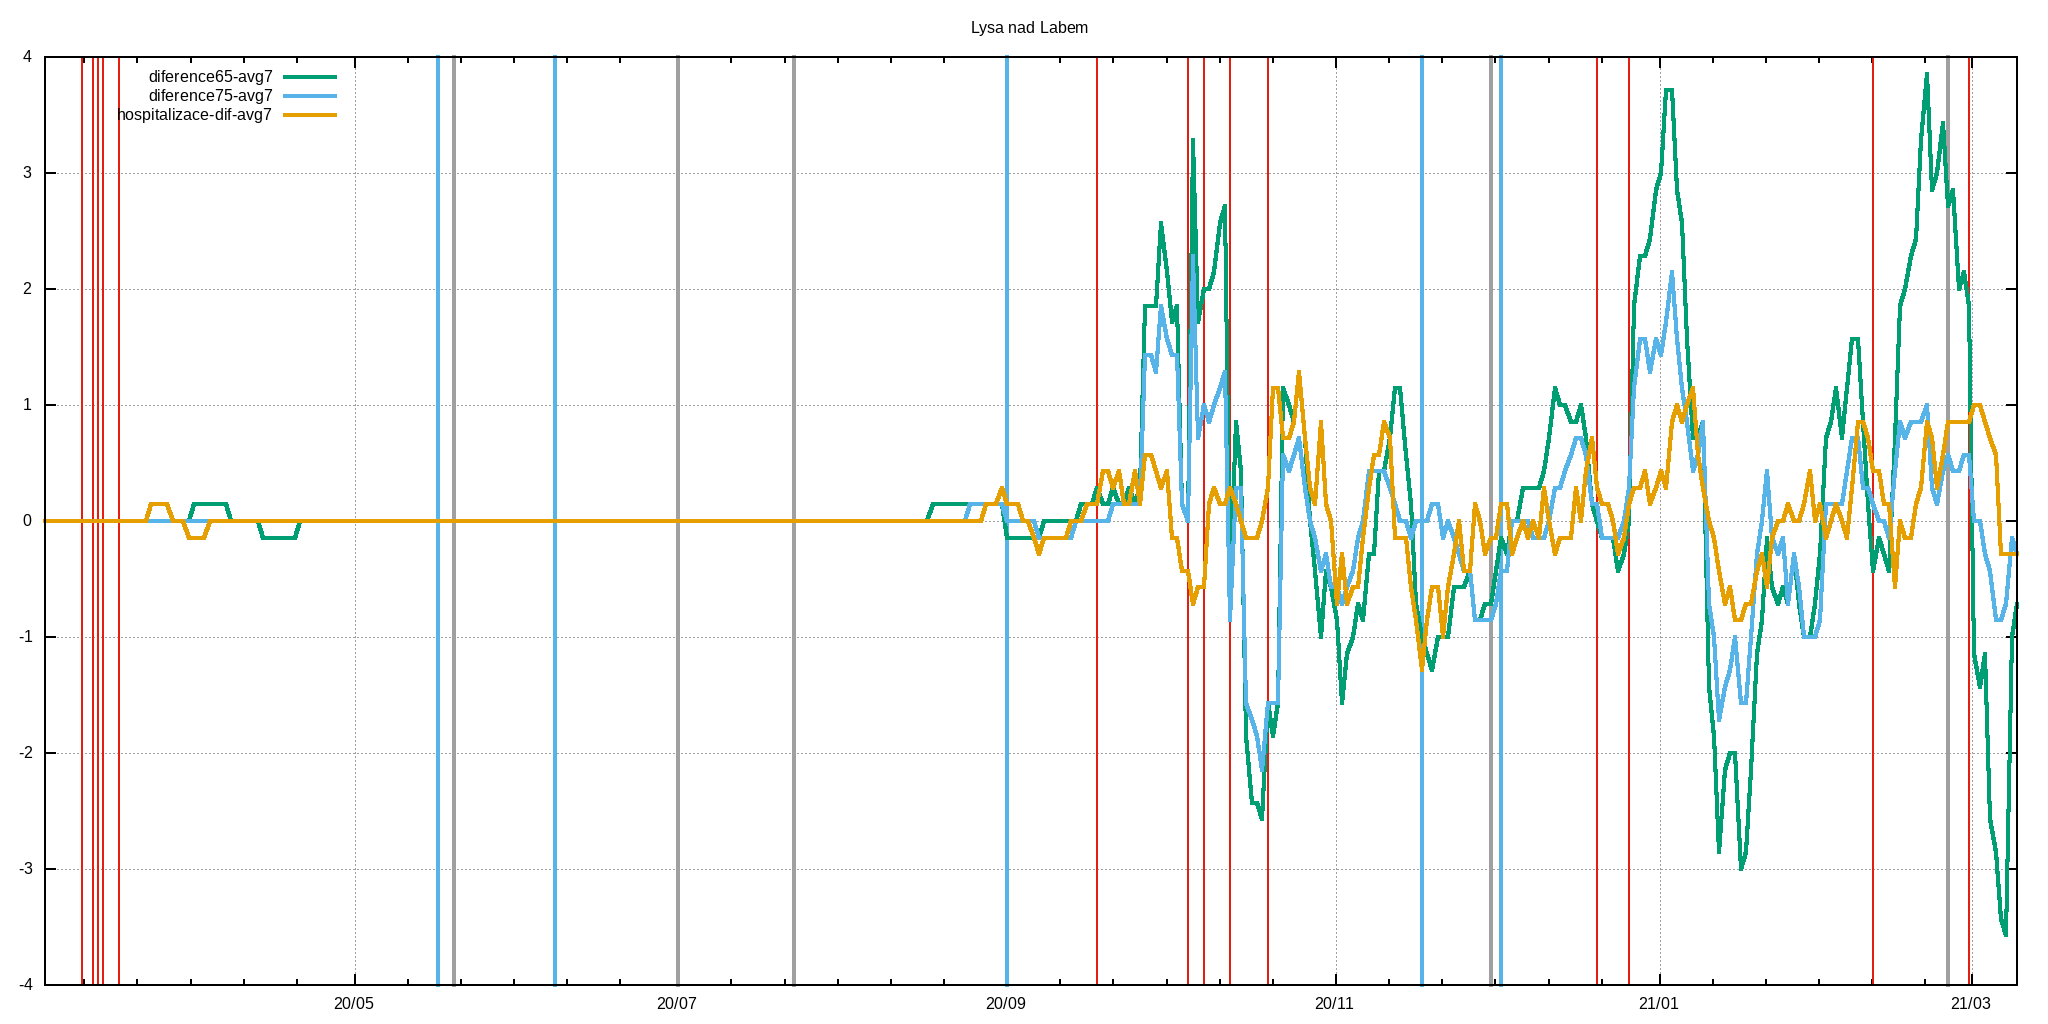 Lysa nad Labem
diference65-avg7
diference75-avg7
hospitalizace-dif-avg7
4
3
2
1
0
-1
-2
-3
-4
20/05 20/07 20/09 20/11 21/01 21/03